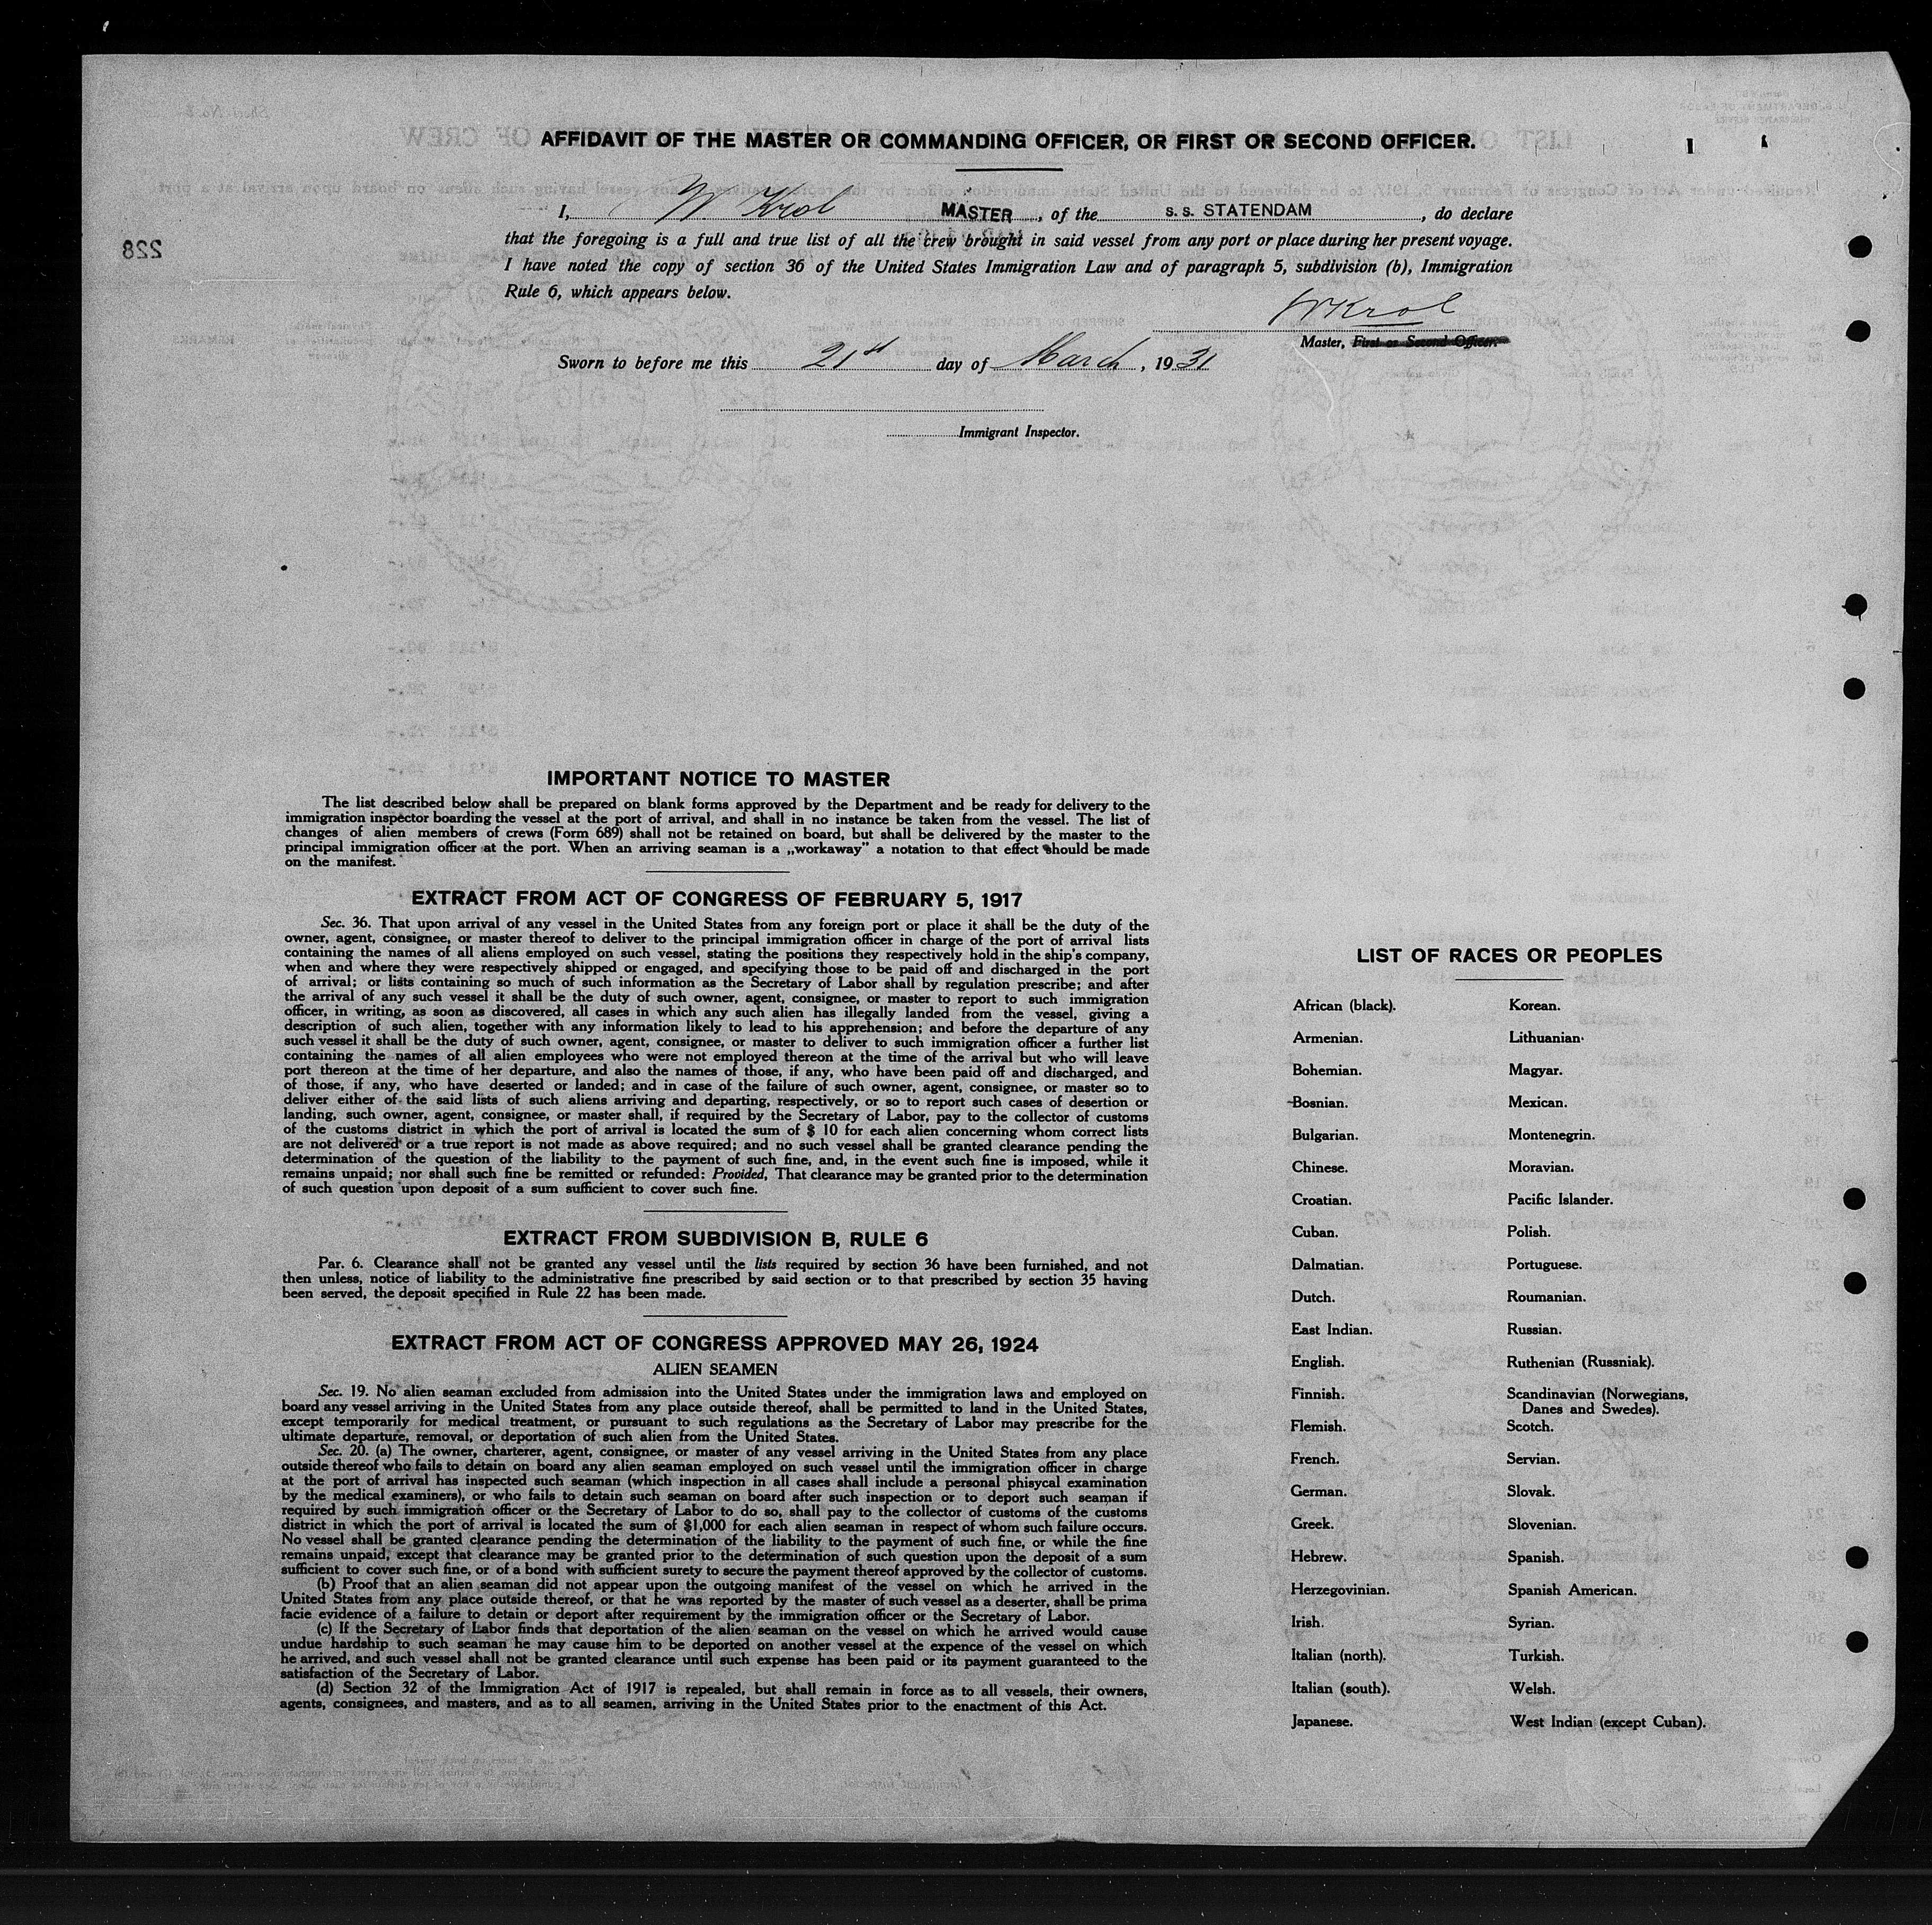 AFFIDAVIT OF THE MASTER OR COMMANDING OFFICER, OR FIRST OR SECOND OFFICER.
I, W. Krol MASTER, of the S.S. STATENDAM, do declare
that the foregoing is a full and true list of all the crew brought in said vessel from any port or place during her present voyage.
I have noted the copy of section 36 of the United States Immigration Law and of paragraph 5, subdivision (b), Immigration
Rule 6, which appears below.
WKrol
Master, First or Second Officer.
Sworn to before me this 21st day of March, 1931
Immigrant Inspector.
228
IMPORTANT NOTICE TO MASTER
The list described below shall be prepared on blank forms approved by the Department and be ready for delivery to the
immigration inspector boarding the vessel at the port of arrival, and shall in no instance be taken from the vessel. The list of
changes of alien members of crews (Form 689) shall not be retained on board, but shall be delivered by the master to the
principal immigration officer at the port. When an arriving seaman is a „workaway” a notation to that effect should be made
on the manifest.
EXTRACT FROM ACT OF CONGRESS OF FEBRUARY 5, 1917
Sec. 36. That upon arrival of any vessel in the United States from any foreign port or place it shall be the duty of the
owner, agent, consignee, or master thereof to deliver to the principal immigration officer in charge of the port of arrival lists
containing the names of all aliens employed on such vessel, stating the positions they respectively hold in the ship's company,
when and where they were respectively shipped or engaged, and specifying those to be paid off and discharged in the port
of arrival; or lists containing so much of such information as the Secretary of Labor shall by regulation prescribe; and after
the arrival of any such vessel it shall be the duty of such owner, agent, consignee, or master to report to such immigration
officer, in writing, as soon as discovered, all cases in which any such alien has illegally landed from the vessel, giving a
description of such alien, together with any information likely to lead to his apprehension; and before the departure of any
such vessel it shall be the duty of such owner, agent, consignee, or master to deliver to such immigration officer a further list
containing the names of all alien employees who were not employed thereon at the time of the arrival but who will leave
port thereon at the time of her departure, and also the names of those, if any, who have been paid off and discharged, and
of those, if any, who have deserted or landed; and in case of the failure of such owner, agent, consignee, or master so to
deliver either of the said lists of such aliens arriving and departing, respectively, or so to report such cases of desertion or
landing, such owner, agent, consignee, or master shall, if required by the Secretary of Labor, pay to the collector of customs
of the customs district in which the port of arrival is located the sum of $ 10 for each alien concerning whom correct lists
are not delivered or a true report is not made as above required; and no such vessel shall be granted clearance pending the
determination of the question of the liability to the payment of such fine, and, in the event such fine is imposed, while it
remains unpaid; nor shall such fine be remitted or refunded: Provided, That clearance may be granted prior to the determination
of such question upon deposit of a sum sufficient to cover such fine.
EXTRACT FROM SUBDIVISION B, RULE 6
Par. 6. Clearance shall not be granted any vessel until the lists required by section 36 have been furnished, and not
then unless, notice of liability to the administrative fine prescribed by said section or to that prescribed by section 35 having
been served, the deposit specified in Rule 22 has been made.
EXTRACT FROM ACT OF CONGRESS APPROVED MAY 26, 1924
ALIEN SEAMEN
Sec. 19. No alien seaman excluded from admission into the United States under the immigration laws and employed on
board any vessel arriving in the United States from any place outside thereof, shall be permitted to land in the United States,
except temporarily for medical treatment, or pursuant to such regulations as the Secretary of Labor may prescribe for the
ultimate departure, removal, or deportation of such alien from the United States.
Sec. 20. (a) The owner, charterer, agent, consignee, or master of any vessel arriving in the United States from any place
outside thereof who fails to detain on board any alien seaman employed on such vessel until the immigration officer in charge
at the port of arrival has inspected such seaman (which inspection in all cases shall include a personal phisycal examination
by the medical examiners), or who fails to detain such seaman on board after such inspection or to deport such seaman if
required by such immigration officer or the Secretary of Labor to do so, shall pay to the collector of customs of the customs
district in which the port of arrival is located the sum of $1,000 for each alien seaman in respect of whom such failure occurs.
No vessel shall be granted clearance pending the determination of the liability to the payment of such fine, or while the fine
remains unpaid, except that clearance may be granted prior to the determination of such question upon the deposit of a sum
sufficient to cover such fine, or of a bond with sufficient surety to secure the payment thereof approved by the collector of customs.
(b) Proof that an alien seaman did not appear upon the outgoing manifest of the vessel on which he arrived in the
United States from any place outside thereof, or that he was reported by the master of such vessel as a deserter, shall be prima
facie evidence of a failure to detain or deport after requirement by the immigration officer or the Secretary of Labor.
(c) If the Secretary of Labor finds that deportation of the alien seaman on the vessel on which he arrived would cause
undue hardship to such seaman he may cause him to be deported on another vessel at the expence of the vessel on which
he arrived, and such vessel shall not be granted clearance until such expense has been paid or its payment guaranteed to the
satisfaction of the Secretary of Labor.
(d) Section 32 of the Immigration Act of 1917 is repealed, but shall remain in force as to all vessels, their owners,
agents, consignees, and masters, and as to all seamen, arriving in the United States prior to the enactment of this Act.
LIST OF RACES OR PEOPLES
African (black).
Armenian.
Bohemian.
Bosnian.
Bulgarian.
Chinese.
Croatian.
Cuban.
Dalmatian.
Dutch.
East Indian.
English.
Finnish.
Flemish.
French.
German.
Greek.
Hebrew.
Herzegovinian.
Irish.
Italian (north).
Italian (south).
Japanese.
Korean.
Lithuanian.
Magyar.
Mexican.
Montenegrin.
Moravian.
Pacific Islander.
Polish.
Portuguese.
Roumanian.
Russian.
Ruthenian (Russniak).
Scandinavian (Norwegians,
Danes and Swedes).
Scotch.
Servian.
Slovak.
Slovenian.
Spanish.
Spanish American.
Syrian.
Turkish.
Welsh.
West Indian (except Cuban).